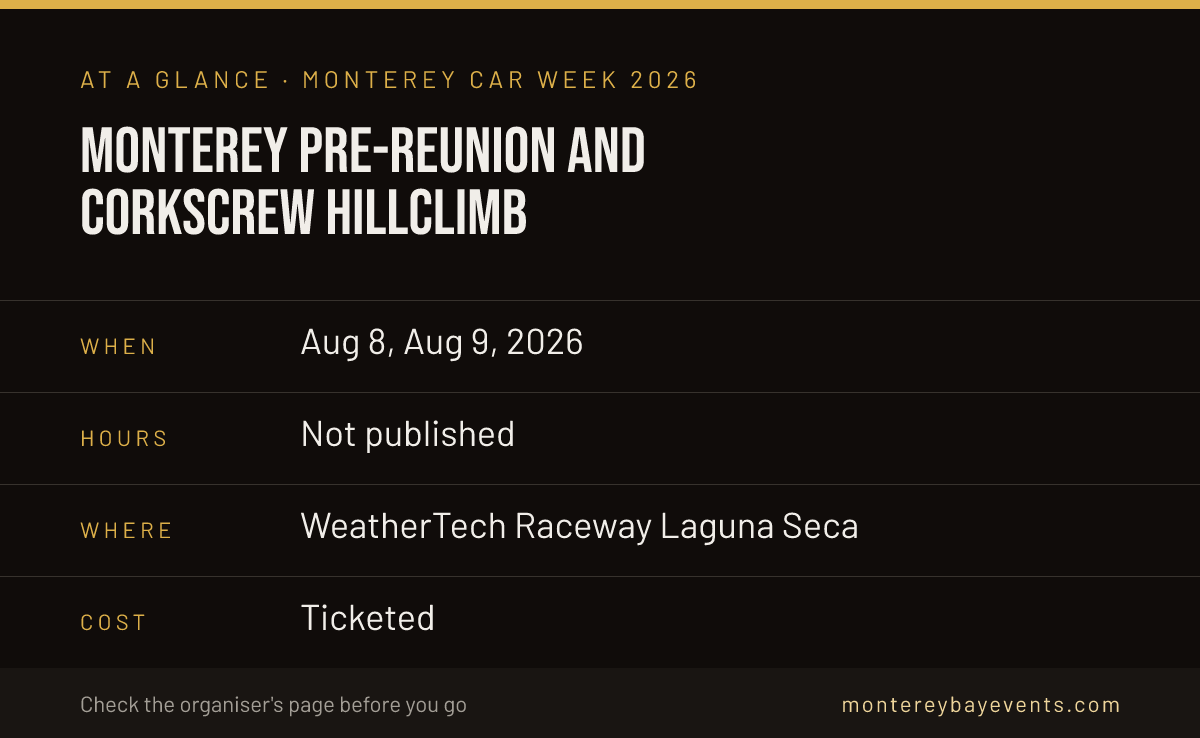 AT A GLANCE · MONTEREY CAR WEEK 2026
MONTEREY PRE-REUNION AND
CORKSCREW HILLCLIMB
WHEN Aug 8, Aug 9, 2026
HOURS Not published
WHERE WeatherTech Raceway Laguna Seca
COST Ticketed
Check the organiser's page before you go montereybayevents.com